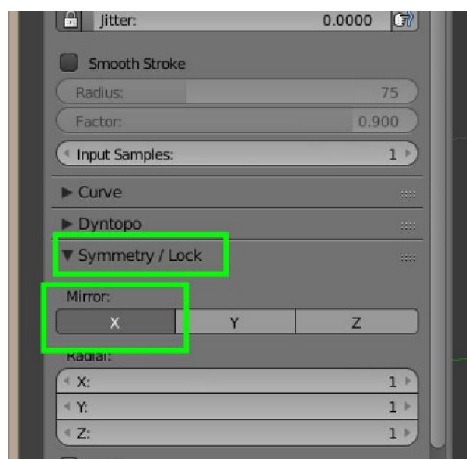 Jitter: 0.0000
Smooth Stroke
Radius: 75
Factor: 0.900
Input Samples: 1
Curve
Dyntopo
Symmetry / Lock
Mirror:
X Y Z
Radial:
X: 1
Y: 1
Z: 1